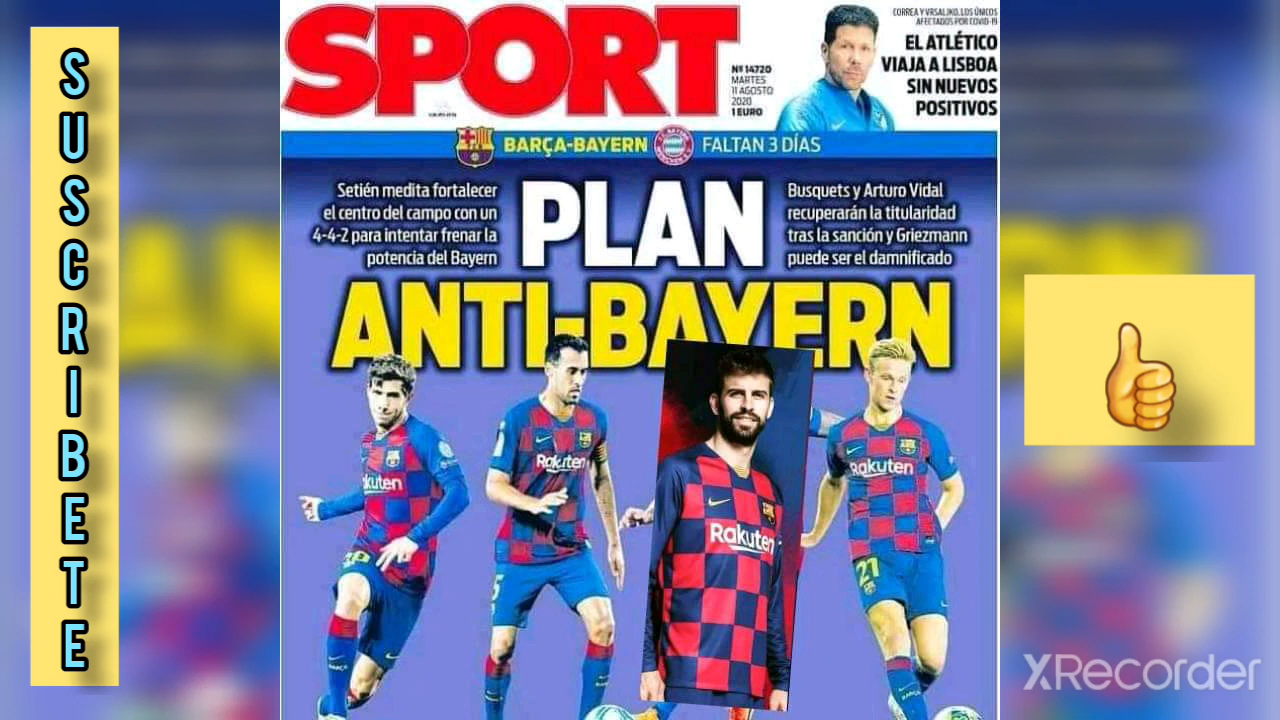 SUSCRIBETE
SPORT
Nº 14720
MARTES
11 AGOSTO
2020
1 EURO
CORREA Y VRSALJKO, LOS ÚNICOS
AFECTADOS POR COVID-19
EL ATLÉTICO
VIAJA A LISBOA
SIN NUEVOS
POSITIVOS
BARÇA-BAYERN
FALTAN 3 DÍAS
Setién medita fortalecer
el centro del campo con un
4-4-2 para intentar frenar la
potencia del Bayern
PLAN
Busquets y Arturo Vidal
recuperarán la titularidad
tras la sanción y Griezmann
puede ser el damnificado
ANTI-BAYERN
Rakuten
Rakuten
Rakuten
Rakuten
21
XRecorder